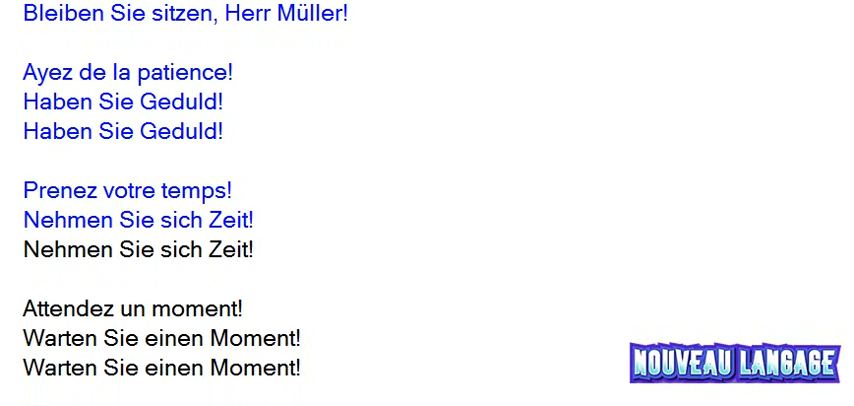 Bleiben Sie sitzen, Herr Müller!
Ayez de la patience!
Haben Sie Geduld!
Haben Sie Geduld!
Prenez votre temps!
Nehmen Sie sich Zeit!
Nehmen Sie sich Zeit!
Attendez un moment!
Warten Sie einen Moment!
Warten Sie einen Moment!
NOUVEAU LANGAGE